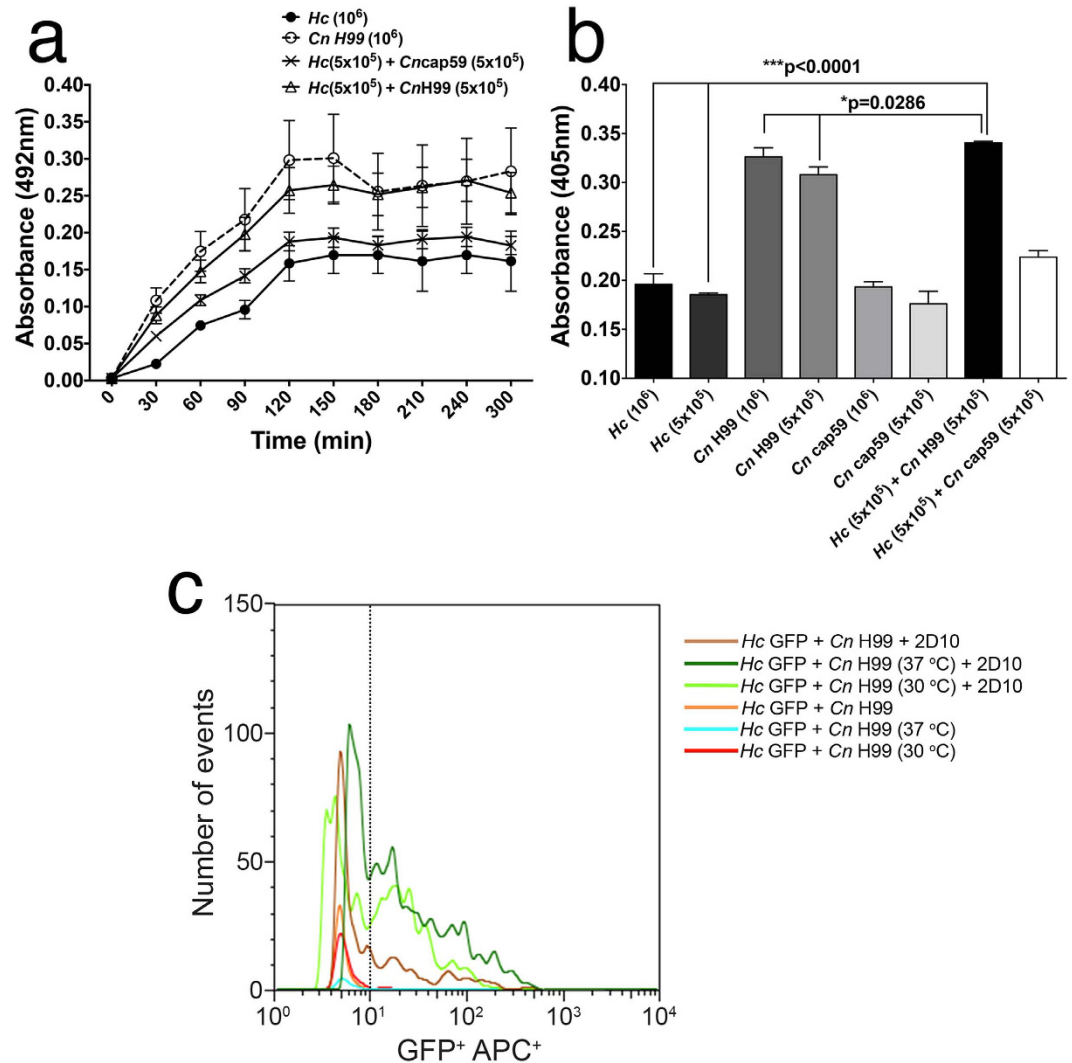 a
Hc (10⁶)
Cn H99 (10⁶)
Hc(5x10⁵) + Cncap59 (5x10⁵)
Hc(5x10⁵) + CnH99 (5x10⁵)
Absorbance (492nm)
0.40
0.35
0.30
0.25
0.20
0.15
0.10
0.05
0.00
0 30 60 90 120 150 180 210 240 300
Time (min)
b
***p<0.0001
*p=0.0286
Absorbance (405nm)
0.40
0.35
0.30
0.25
0.20
0.15
0.10
Hc (10⁶)
Hc (5x10⁵)
Cn H99 (10⁶)
Cn H99 (5x10⁵)
Cn cap59 (10⁶)
Cn cap59 (5x10⁵)
Hc (5x10⁵) + Cn H99 (5x10⁵)
Hc (5x10⁵) + Cn cap59 (5x10⁵)
c
Number of events
150
100
50
0
10⁰ 10¹ 10² 10³ 10⁴
GFP⁺ APC⁺
Hc GFP + Cn H99 + 2D10
Hc GFP + Cn H99 (37 ºC) + 2D10
Hc GFP + Cn H99 (30 ºC) + 2D10
Hc GFP + Cn H99
Hc GFP + Cn H99 (37 ºC)
Hc GFP + Cn H99 (30 ºC)